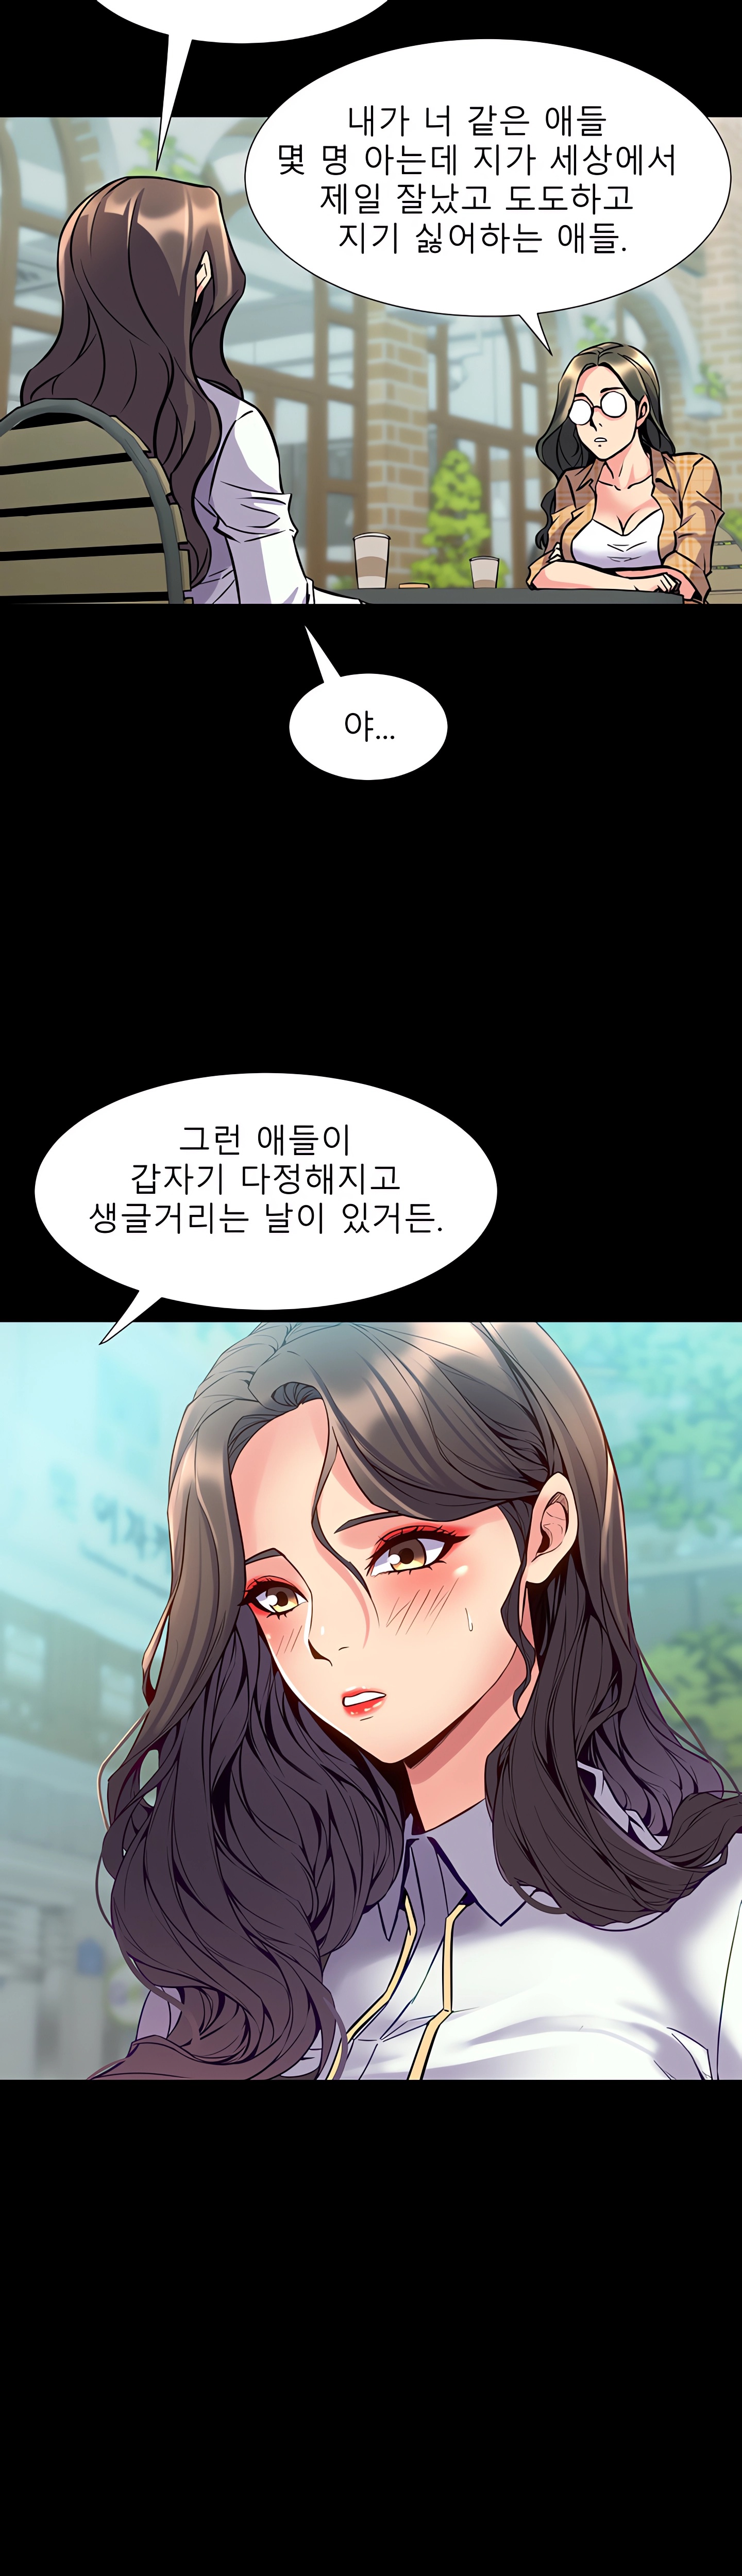 내가 너 같은 애들
몇 명 아는데 지가 세상에서
제일 잘났고 도도하고
지기 싫어하는 애들.
야...
그런 애들이
갑자기 다정해지고
생글거리는 날이 있거든.